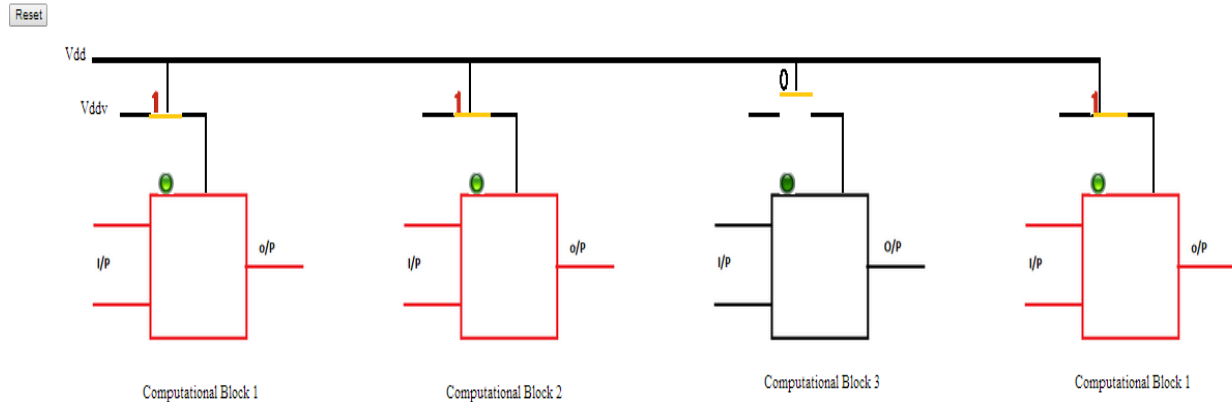 Reset
Vdd
0
Vddv
1
1
1
I/P
o/P
I/P
o/P
I/P
O/P
I/P
o/P
Computational Block 1
Computational Block 2
Computational Block 3
Computational Block 1